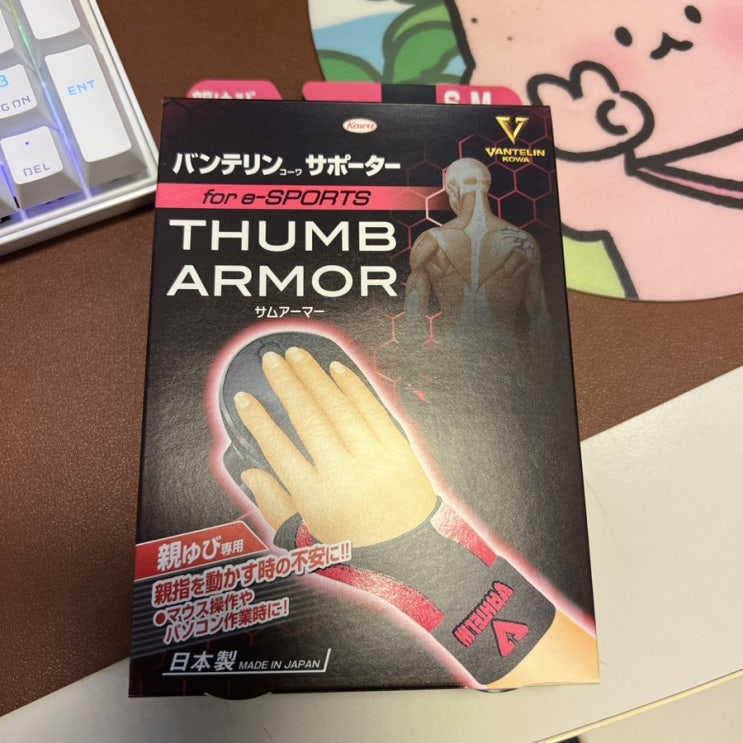 S-M
Kowa
VANTELIN
KOWA
バンテリンコーワ サポーター
for e-SPORTS
THUMB
ARMOR
サムアーマー
親ゆび専用
親指を動かす時の不安に!!
●マウス操作や
パソコン作業時に!
VANTELIN
日本製 MADE IN JAPAN
ENT
DEL